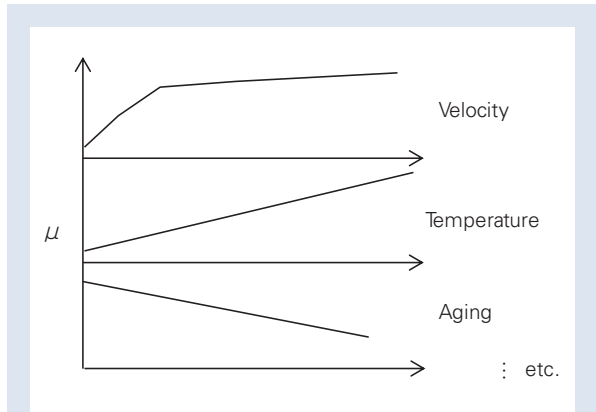 Velocity
μ
Temperature
Aging
⋮ etc.